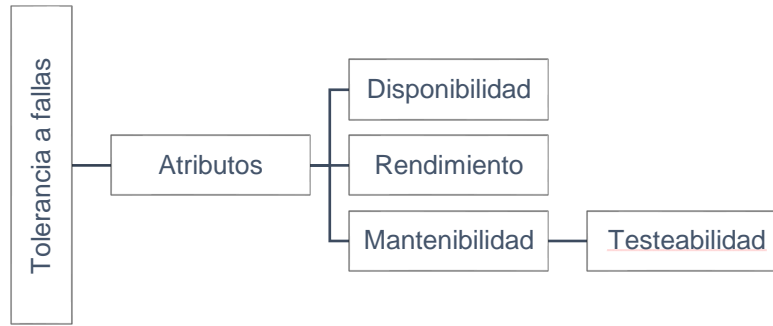 Tolerancia a fallas
Atributos
Disponibilidad
Rendimiento
Mantenibilidad
Testeabilidad